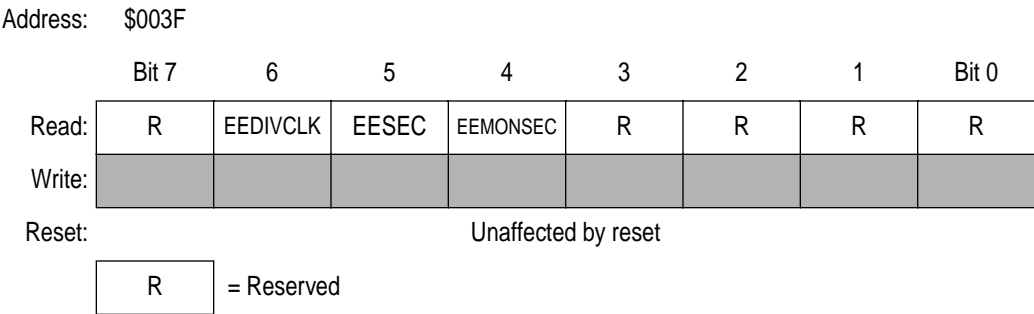 Address: $003F
Bit 7 6 5 4 3 2 1 Bit 0
Read: R EEDIVCLK EESEC EEMONSEC R R R R
Write:
Reset: Unaffected by reset
R = Reserved